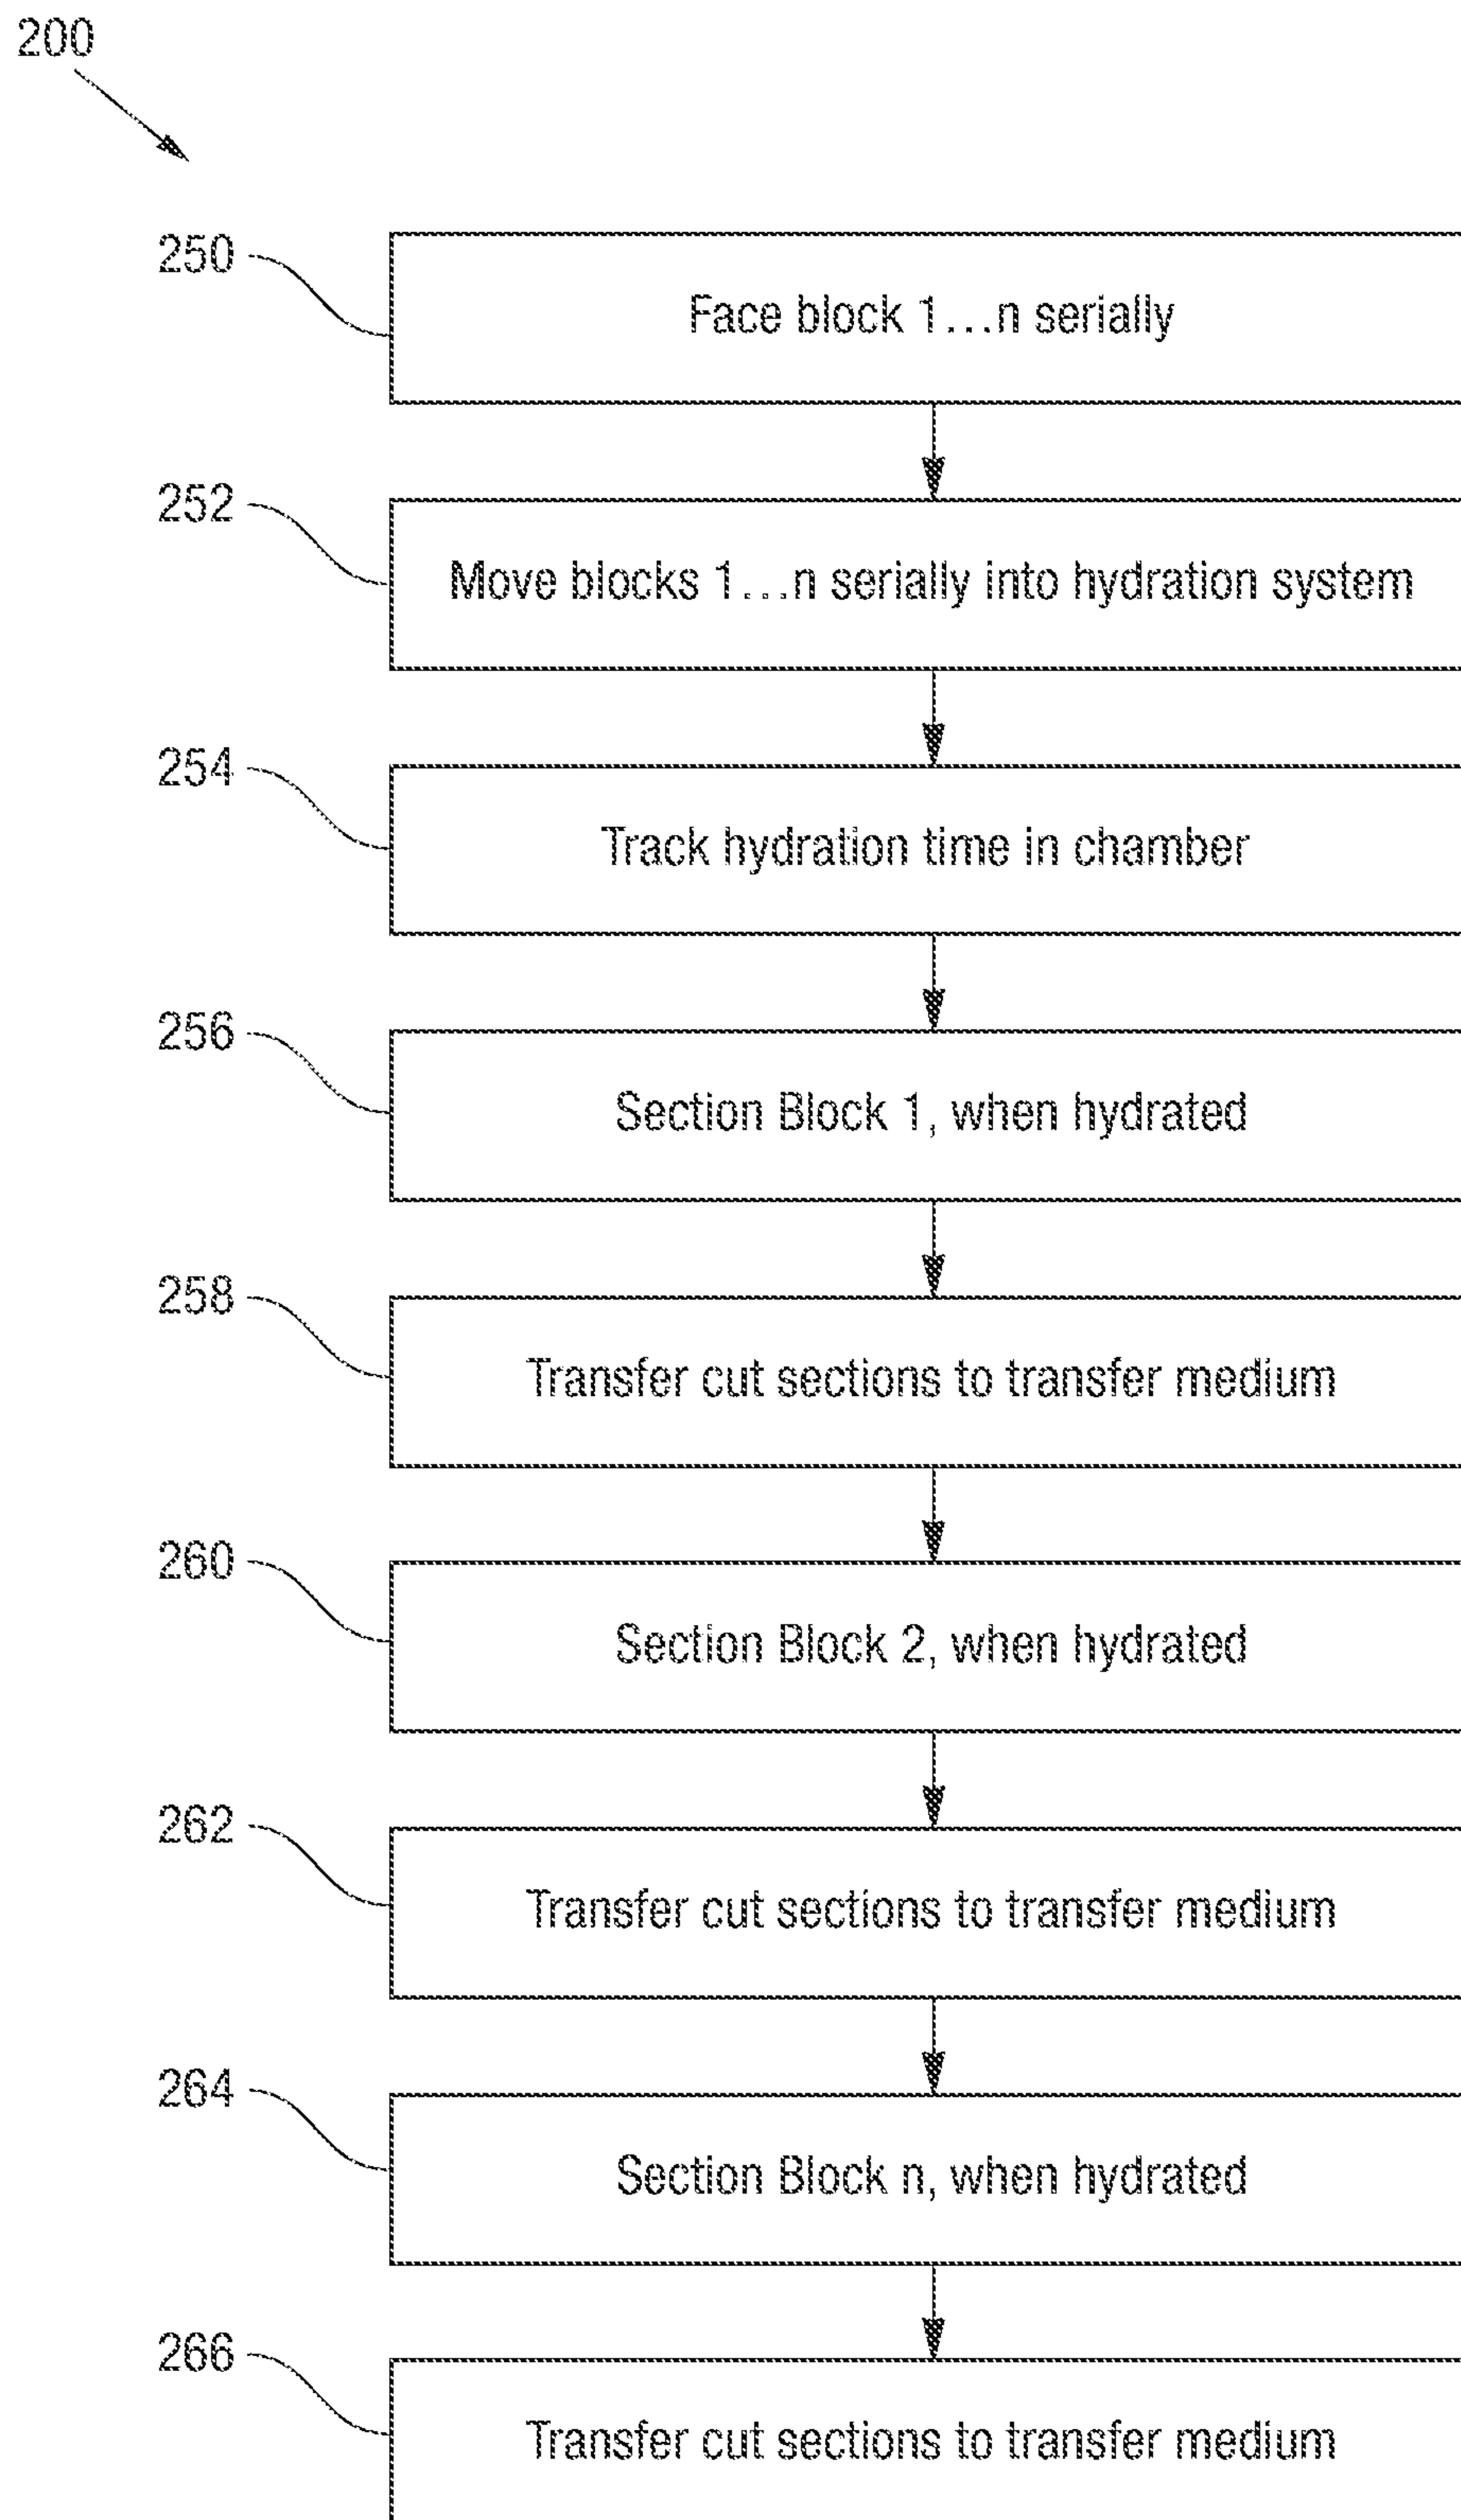 200
250
Face block 1...n serially
252
Move blocks 1...n serially into hydration system
254
Track hydration time in chamber
256
Section Block 1, when hydrated
258
Transfer cut sections to transfer medium
260
Section Block 2, when hydrated
262
Transfer cut sections to transfer medium
264
Section Block n, when hydrated
266
Transfer cut sections to transfer medium